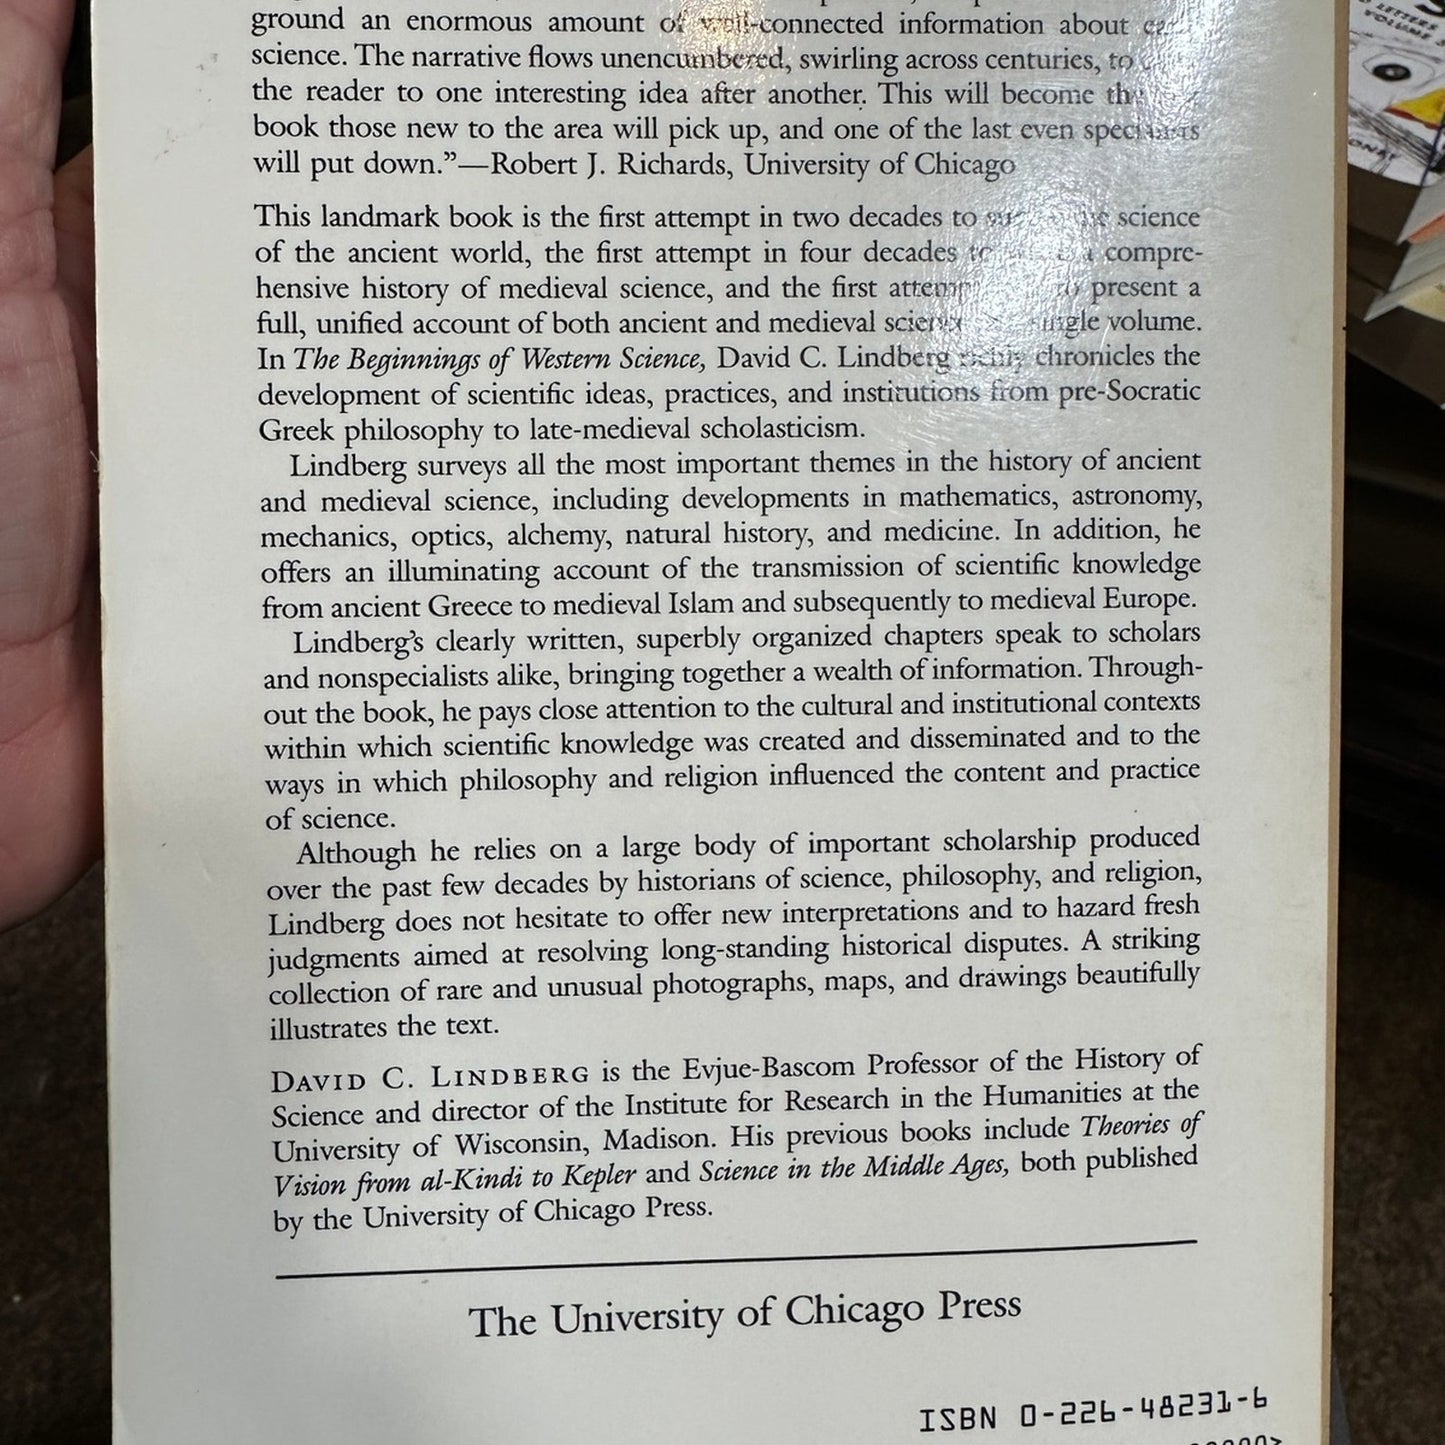 ground an enormous amount of well-connected information about
science. The narrative flows unencumbered, swirling across centuries, to
the reader to one interesting idea after another. This will become the
book those new to the area will pick up, and one of the last even specialists
will put down.”—Robert J. Richards, University of Chicago
This landmark book is the first attempt in two decades to science
of the ancient world, the first attempt in four decades to a compre-
hensive history of medieval science, and the first attempt to present a
full, unified account of both ancient and medieval science single volume.
In The Beginnings of Western Science, David C. Lindberg richly chronicles the
development of scientific ideas, practices, and institutions from pre-Socratic
Greek philosophy to late-medieval scholasticism.
Lindberg surveys all the most important themes in the history of ancient
and medieval science, including developments in mathematics, astronomy,
mechanics, optics, alchemy, natural history, and medicine. In addition, he
offers an illuminating account of the transmission of scientific knowledge
from ancient Greece to medieval Islam and subsequently to medieval Europe.
Lindberg’s clearly written, superbly organized chapters speak to scholars
and nonspecialists alike, bringing together a wealth of information. Through-
out the book, he pays close attention to the cultural and institutional contexts
within which scientific knowledge was created and disseminated and to the
ways in which philosophy and religion influenced the content and practice
of science.
Although he relies on a large body of important scholarship produced
over the past few decades by historians of science, philosophy, and religion,
Lindberg does not hesitate to offer new interpretations and to hazard fresh
judgments aimed at resolving long-standing historical disputes. A striking
collection of rare and unusual photographs, maps, and drawings beautifully
illustrates the text.
DAVID C. LINDBERG is the Evjue-Bascom Professor of the History of
Science and director of the Institute for Research in the Humanities at the
University of Wisconsin, Madison. His previous books include Theories of
Vision from al-Kindi to Kepler and Science in the Middle Ages, both published
by the University of Chicago Press.
The University of Chicago Press
ISBN 0-226-48231-6
LETTERS
VOLUME